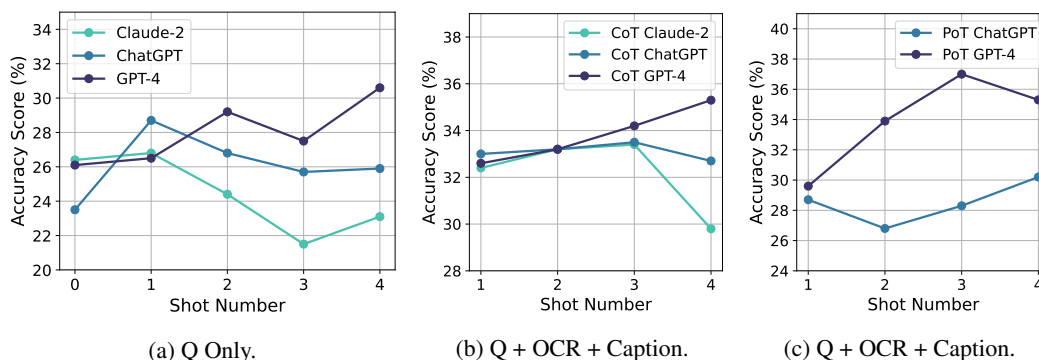 34
32
30
28
26
24
22
20
Accuracy Score (%)
Claude-2
ChatGPT
GPT-4
0 1 2 3 4
Shot Number
(a) Q Only.
38
36
34
32
30
28
Accuracy Score (%)
CoT Claude-2
CoT ChatGPT
CoT GPT-4
1 2 3 4
Shot Number
(b) Q + OCR + Caption.
40
38
36
34
32
30
28
26
24
Accuracy Score (%)
PoT ChatGPT
PoT GPT-4
1 2 3 4
Shot Number
(c) Q + OCR + Caption.